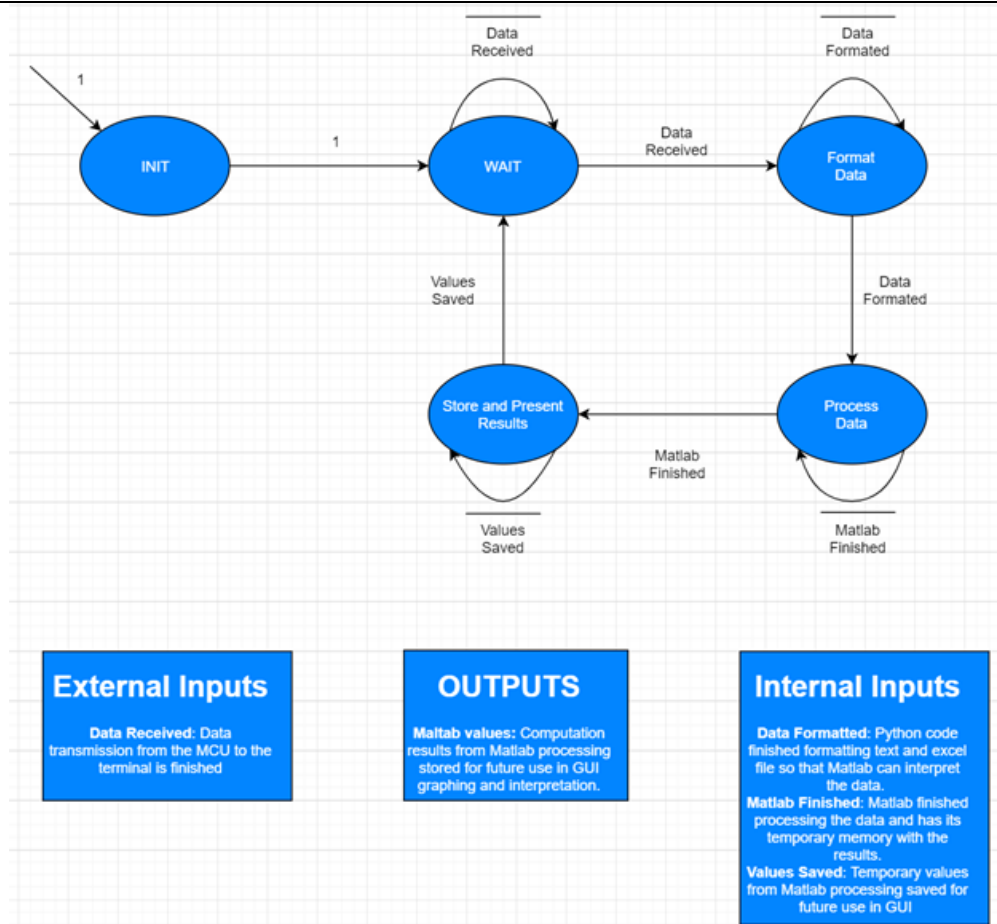 Data
Received
Data
Formated
1
1
INIT
WAIT
Data
Received
Format
Data
Values
Saved
Data
Formated
Store and Present
Results
Process
Data
Matlab
Finished
Values
Saved
Matlab
Finished
External Inputs
Data Received: Data
transmission from the MCU to the
terminal is finished
OUTPUTS
Maltab values: Computation
results from Matlab processing
stored for future use in GUI
graphing and interpretation.
Internal Inputs
Data Formatted: Python code
finished formatting text and excel
file so that Matlab can interpret
the data.
Matlab Finished: Matlab finished
processing the data and has its
temporary memory with the
results.
Values Saved: Temporary values
from Matlab processing saved for
future use in GUI